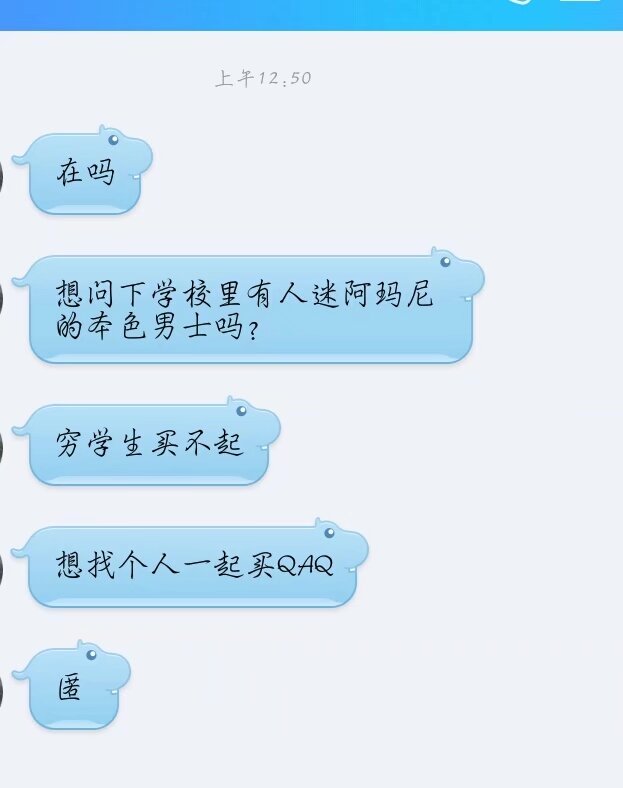 上午12:50
在吗
想问下学校里有人迷阿玛尼
的本色男士吗?
穷学生买不起
想找个人一起买QAQ
匿